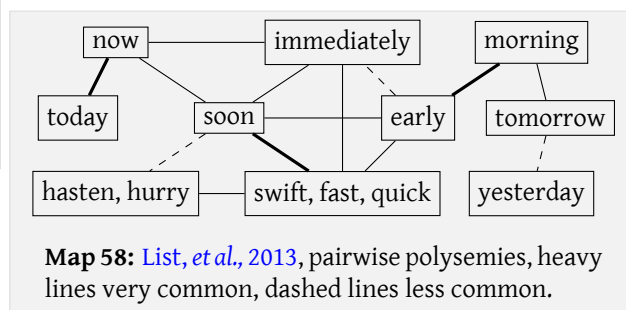 now immediately morning
today soon early tomorrow
hasten, hurry swift, fast, quick yesterday
Map 58: List, et al., 2013, pairwise polysemies, heavy
lines very common, dashed lines less common.